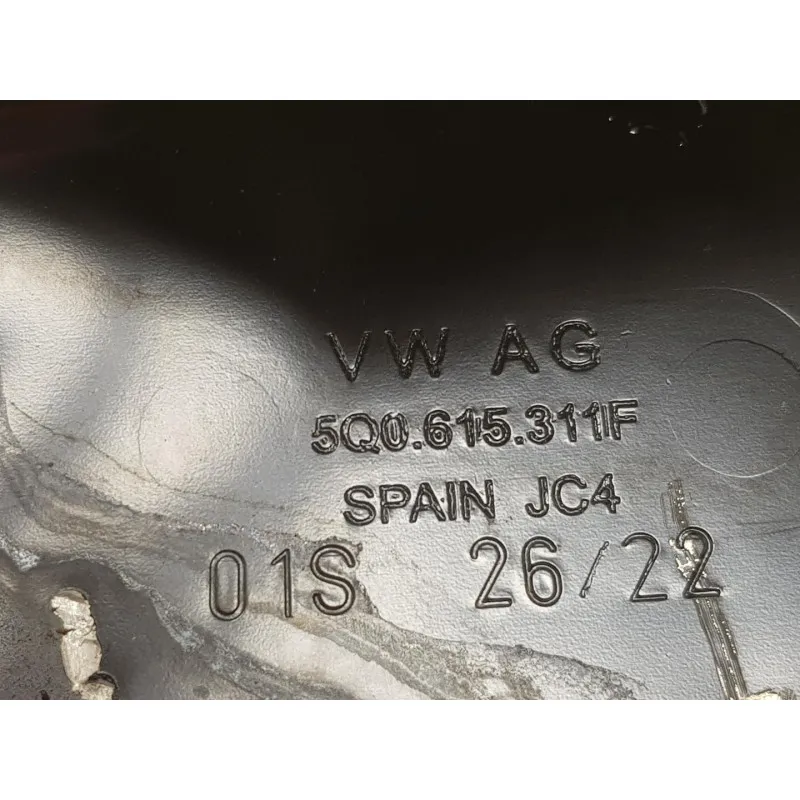 VW AG
5Q0.615.311F
SPAIN JC4
01S 26/22